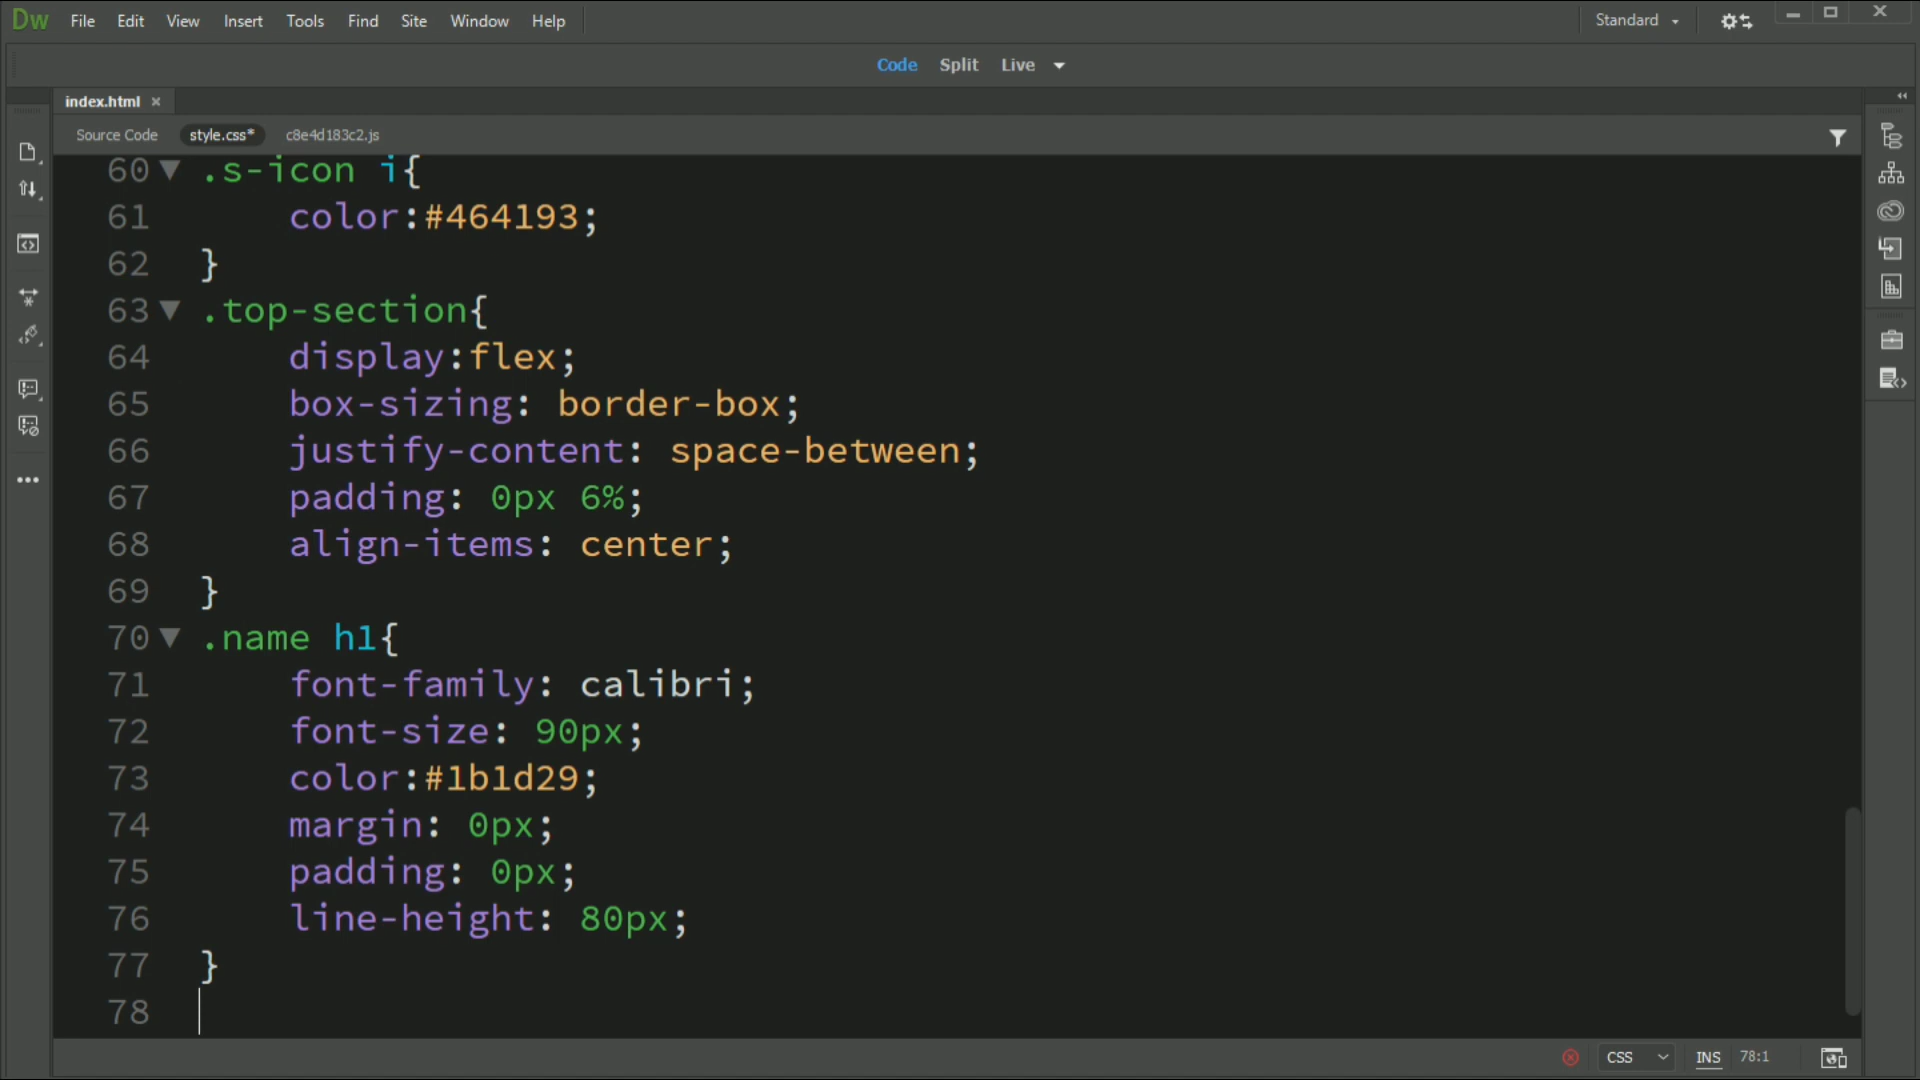 Dw File Edit View Insert Tools Find Site Window Help Standard
Code Split Live
index.html
Source Code style.css* c8e4d183c2.js
60 .s-icon i{
61 color:#464193;
62 }
63 .top-section{
64 display:flex;
65 box-sizing: border-box;
66 justify-content: space-between;
67 padding: 0px 6%;
68 align-items: center;
69 }
70 .name h1{
71 font-family: calibri;
72 font-size: 90px;
73 color:#1b1d29;
74 margin: 0px;
75 padding: 0px;
76 line-height: 80px;
77 }
78
CSS INS 78:1